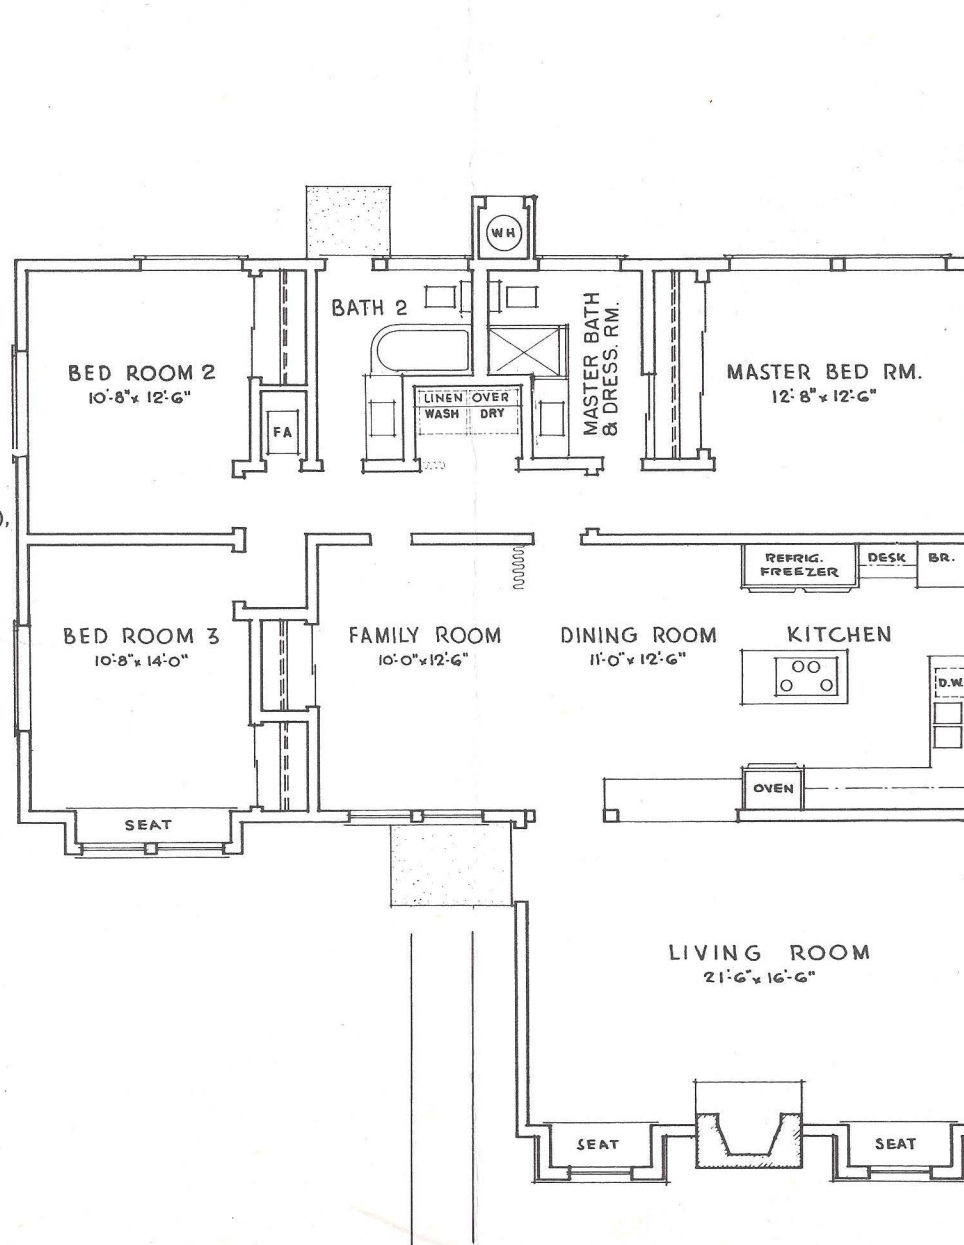 WH
BATH 2
MASTER BATH
& DRESS. RM.
BED ROOM 2
10'-8" x 12'-6"
MASTER BED RM.
12'-8" x 12'-6"
LINEN OVER
WASH DRY
FA
),
REFRIG.
FREEZER
DESK
BR.
BED ROOM 3
10'-8" x 14'-0"
FAMILY ROOM
10'-0" x 12'-6"
DINING ROOM
11'-0" x 12'-6"
KITCHEN
D.W.
OVEN
SEAT
LIVING ROOM
21'-6" x 16'-6"
SEAT
SEAT